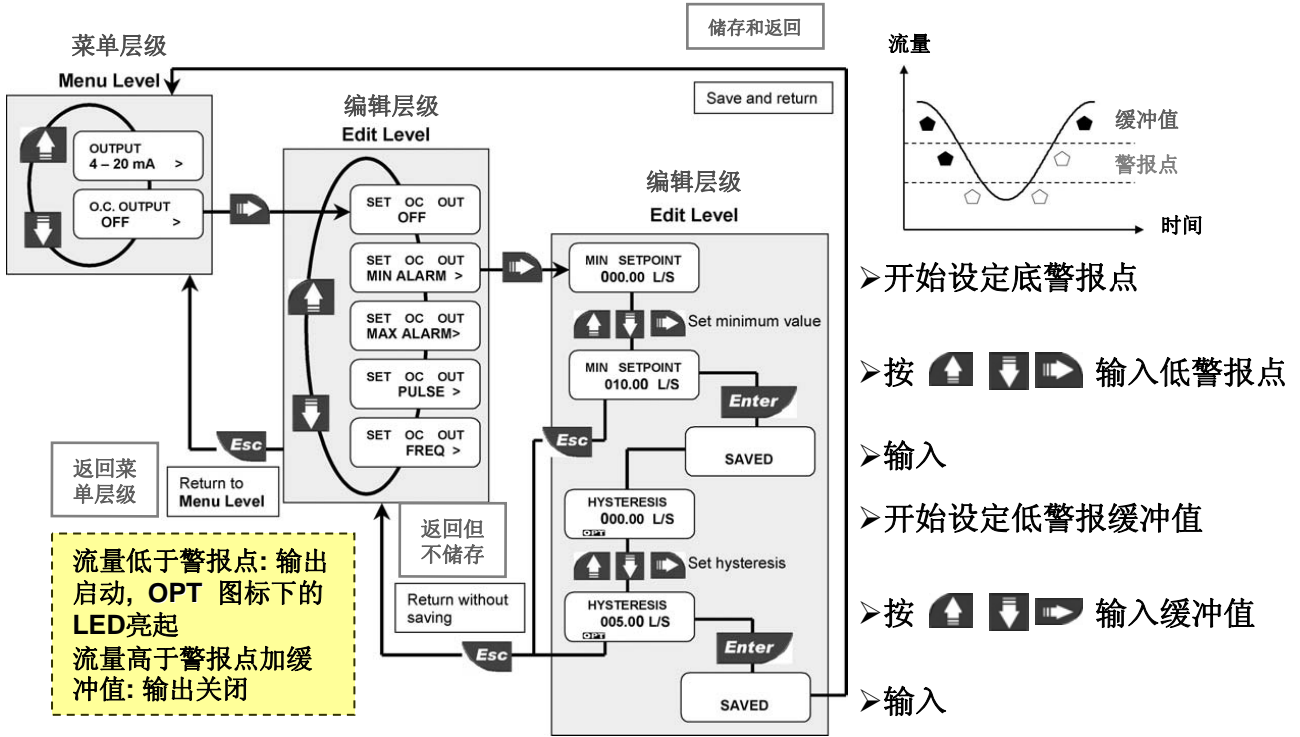 储存和返回
Save and return
菜单层级
Menu Level
OUTPUT
4 – 20 mA >
O.C. OUTPUT
OFF >
编辑层级
Edit Level
SET OC OUT
OFF
SET OC OUT
MIN ALARM >
SET OC OUT
MAX ALARM>
SET OC OUT
PULSE >
SET OC OUT
FREQ >
Esc
返回菜
单层级
Return to
Menu Level
编辑层级
Edit Level
MIN SETPOINT
000.00 L/S
Set minimum value
MIN SETPOINT
010.00 L/S
Enter
Esc
SAVED
HYSTERESIS
000.00 L/S
OPT
Set hysteresis
HYSTERESIS
005.00 L/S
OPT
Enter
SAVED
返回但
不储存
Return without
saving
Esc
流量低于警报点: 输出
启动, OPT 图标下的
LED亮起
流量高于警报点加缓
冲值: 输出关闭
流量
缓冲值
警报点
时间
➢开始设定底警报点
➢按 输入低警报点
➢输入
➢开始设定低警报缓冲值
➢按 输入缓冲值
➢输入